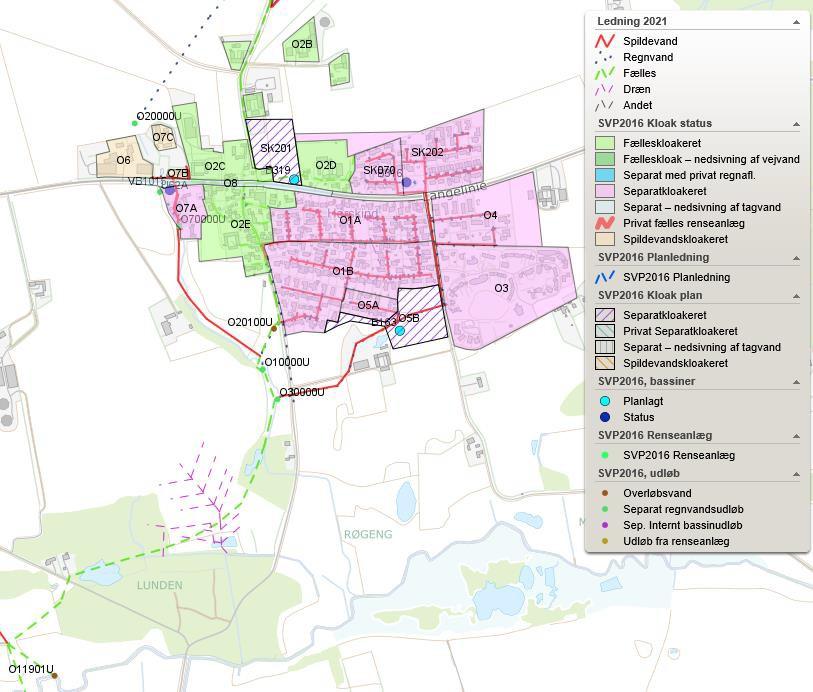 O2B
O20000U
O7C
O6
O7B
O2C
SK201
B319
O2D
SK070
SK202
O8
O7A
O70000U
O2E
O1A
O4
O1B
O3
O5A
B163
O5B
O20100U
O10000U
O30000U
RØGENG
LUNDEN
O11901U
Ledning 2021
Spildevand
Regnvand
Fælles
Dræn
Andet
SVP2016 Kloak status
Fælleskloakeret
Fælleskloak – nedsivning af vejvand
Separat med privat regnafl.
Separatkloakeret
Separat – nedsivning af tagvand
Privat fælles renseanlæg
Spildevandskloakeret
SVP2016 Planledning
SVP2016 Planledning
SVP2016 Kloak plan
Separatkloakeret
Privat Separatkloakeret
Separat – nedsivning af tagvand
Spildevandskloakeret
SVP2016, bassiner
Planlagt
Status
SVP2016 Renseanlæg
SVP2016 Renseanlæg
SVP2016, udløb
Overløbsvand
Separat regnvandsudløb
Sep. Internt bassinudløb
Udløb fra renseanlæg